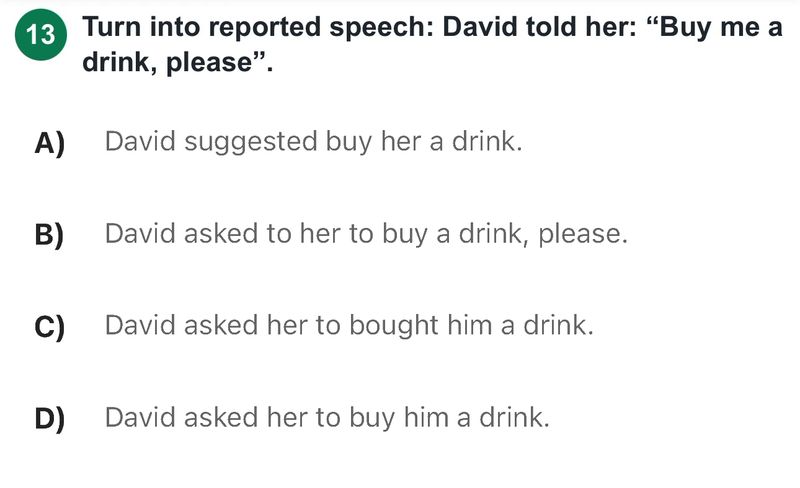 13 Turn into reported speech: David told her: “Buy me a
drink, please”.
A) David suggested buy her a drink.
B) David asked to her to buy a drink, please.
C) David asked her to bought him a drink.
D) David asked her to buy him a drink.